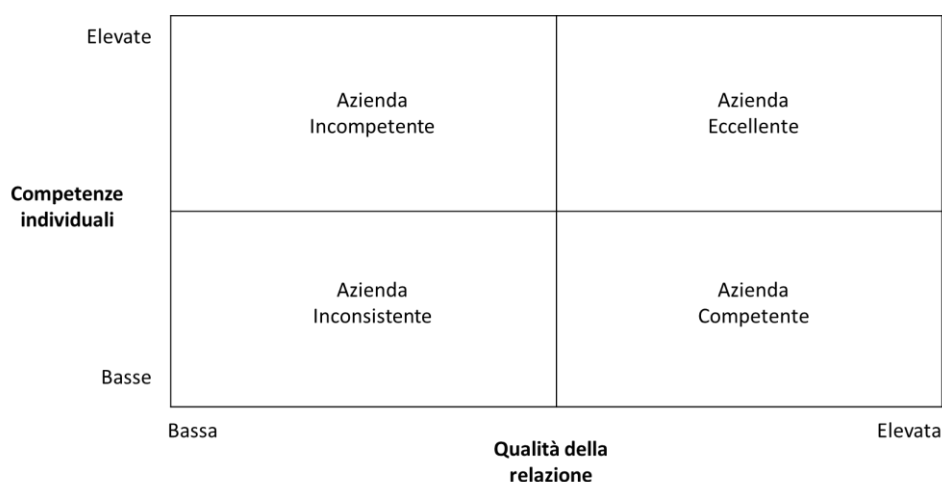 Elevate
Azienda
Incompetente
Azienda
Eccellente
Competenze
individuali
Azienda
Inconsistente
Azienda
Competente
Basse
Bassa
Elevata
Qualità della
relazione